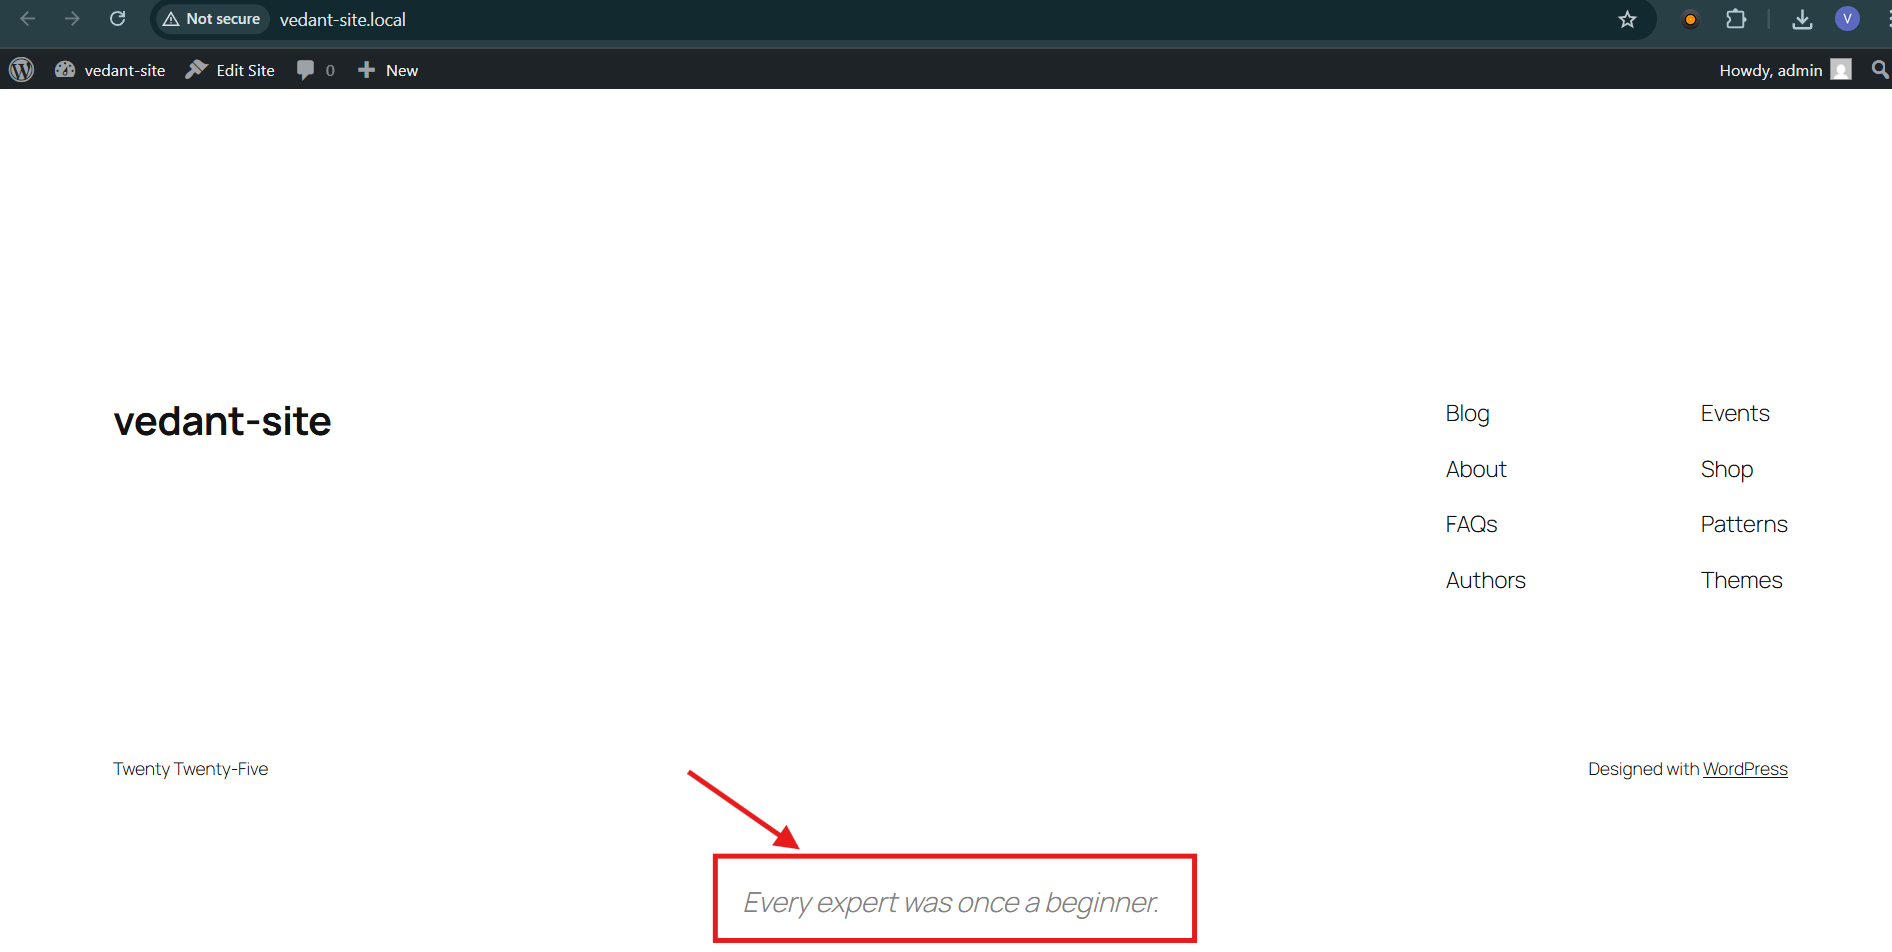 Not secure vedant-site.local V
vedant-site Edit Site 0 New Howdy, admin
vedant-site
Blog Events
About Shop
FAQs Patterns
Authors Themes
Twenty Twenty-Five Designed with WordPress
Every expert was once a beginner.